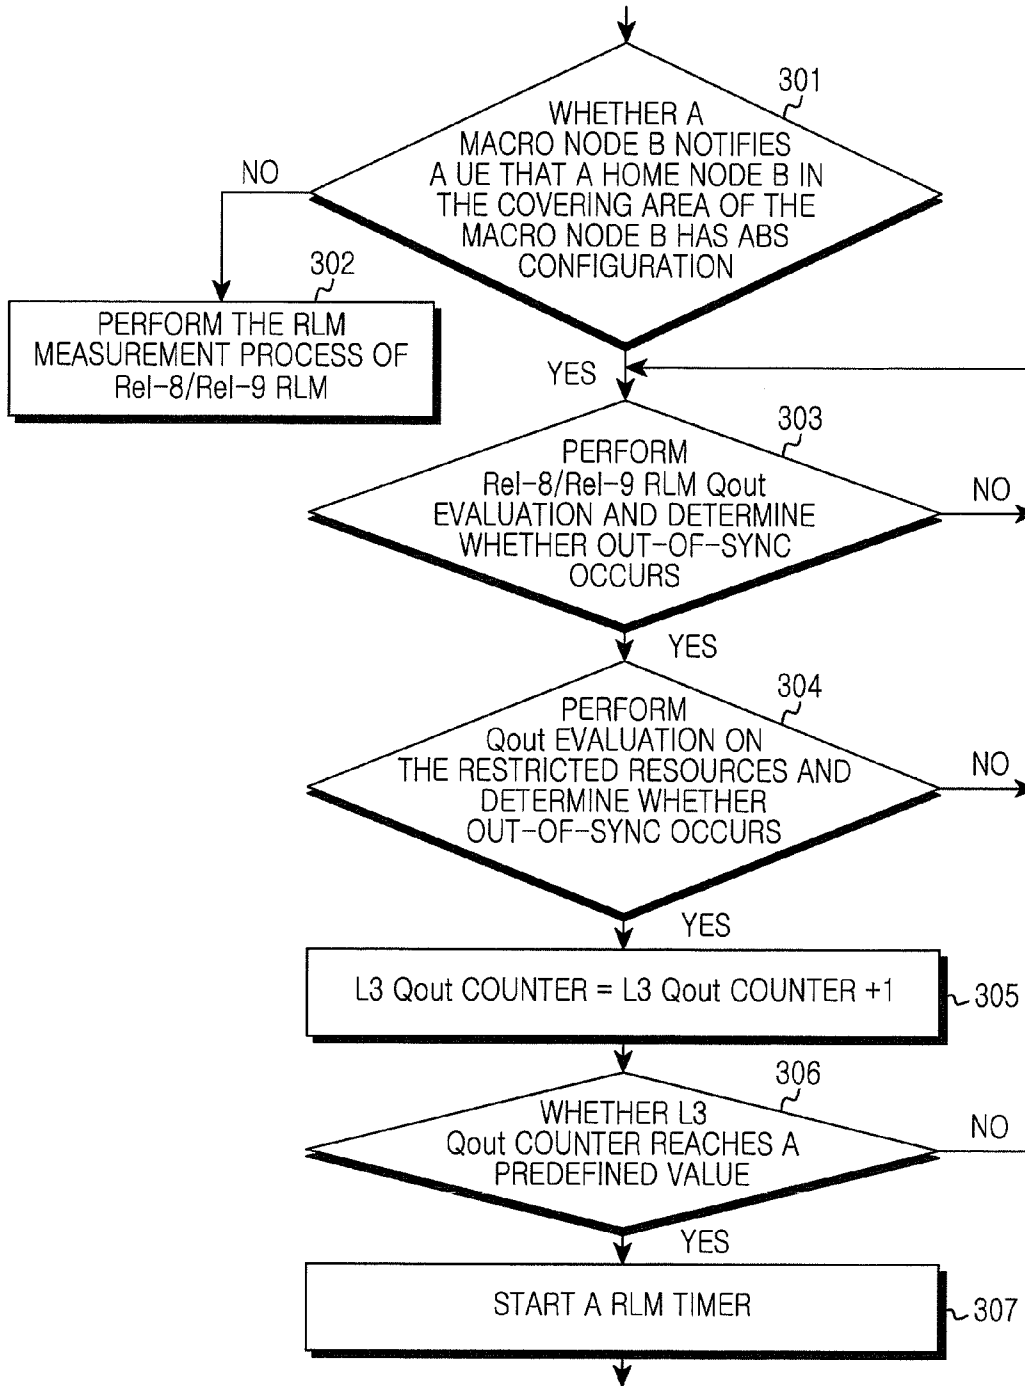 301
WHETHER A
MACRO NODE B NOTIFIES
A UE THAT A HOME NODE B IN
THE COVERING AREA OF THE
MACRO NODE B HAS ABS
CONFIGURATION
NO
302
PERFORM THE RLM
MEASUREMENT PROCESS OF
Rel-8/Rel-9 RLM
YES
303
PERFORM
Rel-8/Rel-9 RLM Qout
EVALUATION AND DETERMINE
WHETHER OUT-OF-SYNC
OCCURS
NO
YES
304
PERFORM
Qout EVALUATION ON
THE RESTRICTED RESOURCES AND
DETERMINE WHETHER
OUT-OF-SYNC OCCURS
NO
YES
L3 Qout COUNTER = L3 Qout COUNTER +1
305
306
WHETHER L3
Qout COUNTER REACHES A
PREDEFINED VALUE
NO
YES
START A RLM TIMER
307